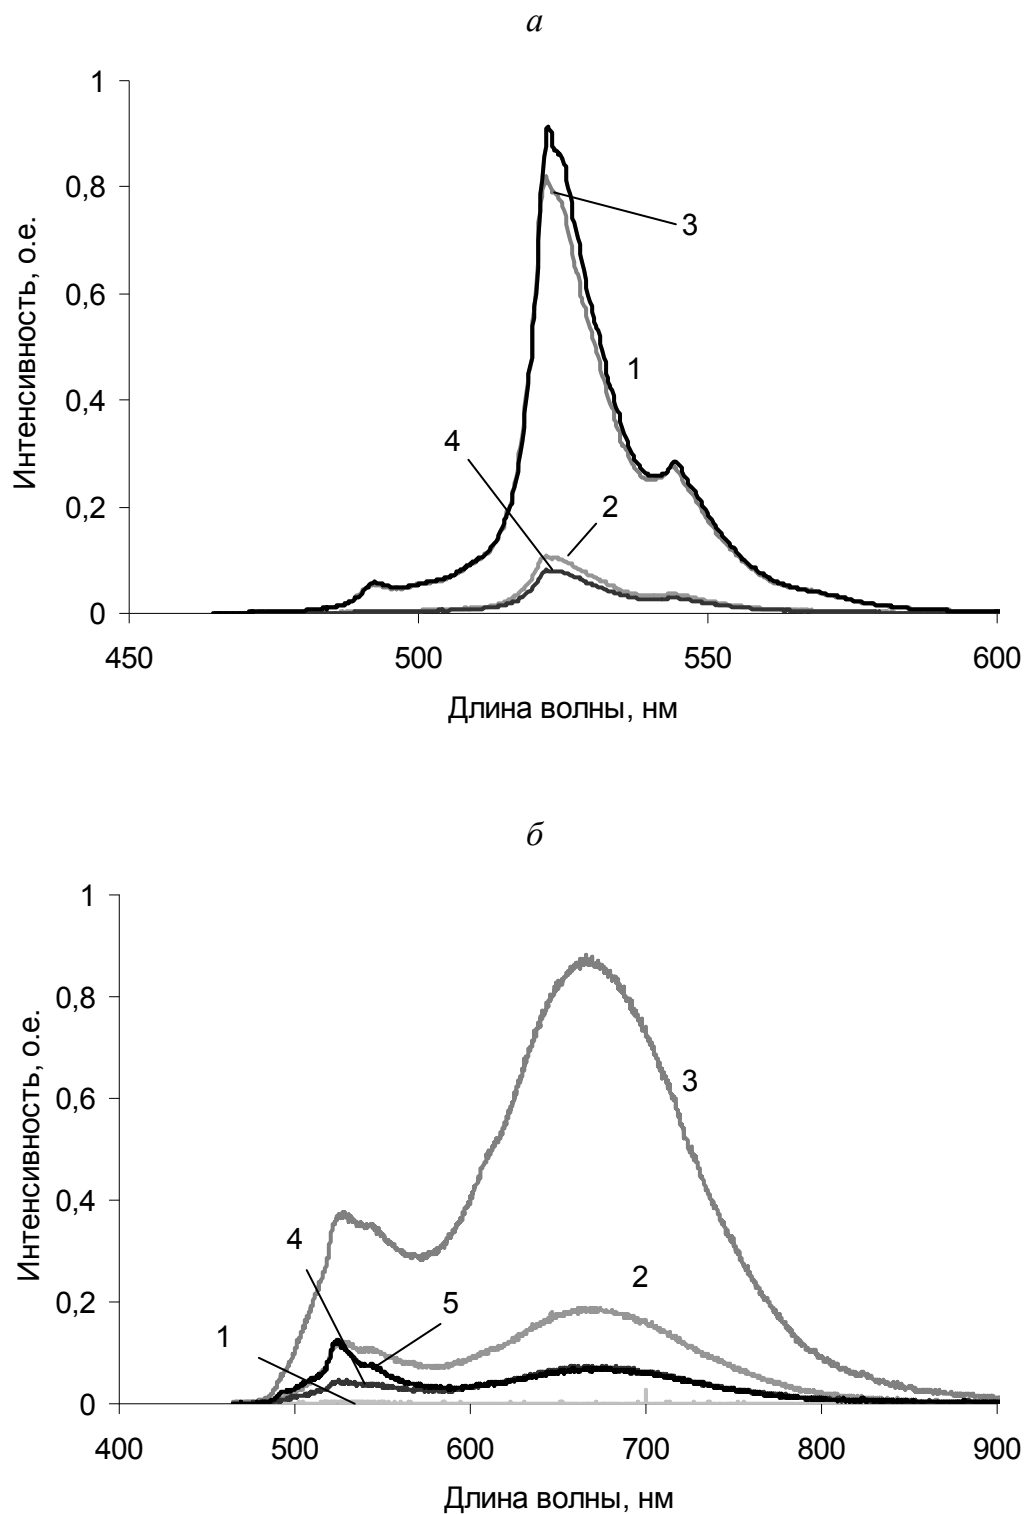 а
Интенсивность, о.е.
1
0,8
0,6
0,4
0,2
0
3
1
4
2
450 500 550 600
Длина волны, нм
б
Интенсивность, о.е.
1
0,8
0,6
0,4
0,2
0
3
2
4
5
1
400 500 600 700 800 900
Длина волны, нм